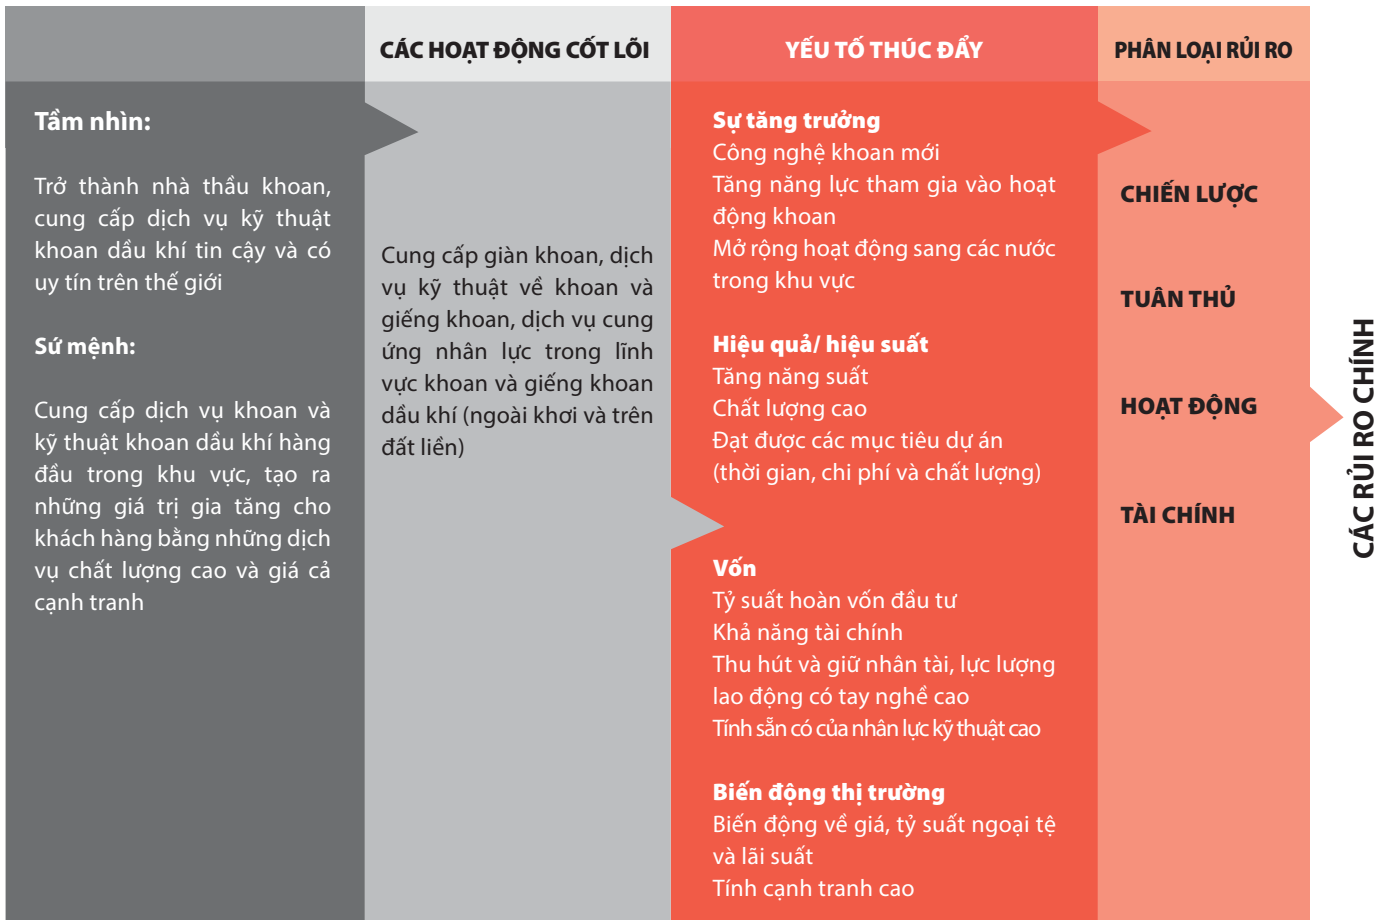 CÁC HOẠT ĐỘNG CỐT LÕI
YẾU TỐ THÚC ĐẨY
PHÂN LOẠI RỦI RO
Tầm nhìn:
Trở thành nhà thầu khoan,
cung cấp dịch vụ kỹ thuật
khoan dầu khí tin cậy và có
uy tín trên thế giới
Sứ mệnh:
Cung cấp dịch vụ khoan và
kỹ thuật khoan dầu khí hàng
đầu trong khu vực, tạo ra
những giá trị gia tăng cho
khách hàng bằng những dịch
vụ chất lượng cao và giá cả
cạnh tranh
Cung cấp giàn khoan, dịch
vụ kỹ thuật về khoan và
giếng khoan, dịch vụ cung
ứng nhân lực trong lĩnh
vực khoan và giếng khoan
dầu khí (ngoài khơi và trên
đất liền)
Sự tăng trưởng
Công nghệ khoan mới
Tăng năng lực tham gia vào hoạt
động khoan
Mở rộng hoạt động sang các nước
trong khu vực
Hiệu quả/ hiệu suất
Tăng năng suất
Chất lượng cao
Đạt được các mục tiêu dự án
(thời gian, chi phí và chất lượng)
Vốn
Tỷ suất hoàn vốn đầu tư
Khả năng tài chính
Thu hút và giữ nhân tài, lực lượng
lao động có tay nghề cao
Tính sẵn có của nhân lực kỹ thuật cao
Biến động thị trường
Biến động về giá, tỷ suất ngoại tệ
và lãi suất
Tính cạnh tranh cao
CHIẾN LƯỢC
TUÂN THỦ
HOẠT ĐỘNG
TÀI CHÍNH
CÁC RỦI RO CHÍNH